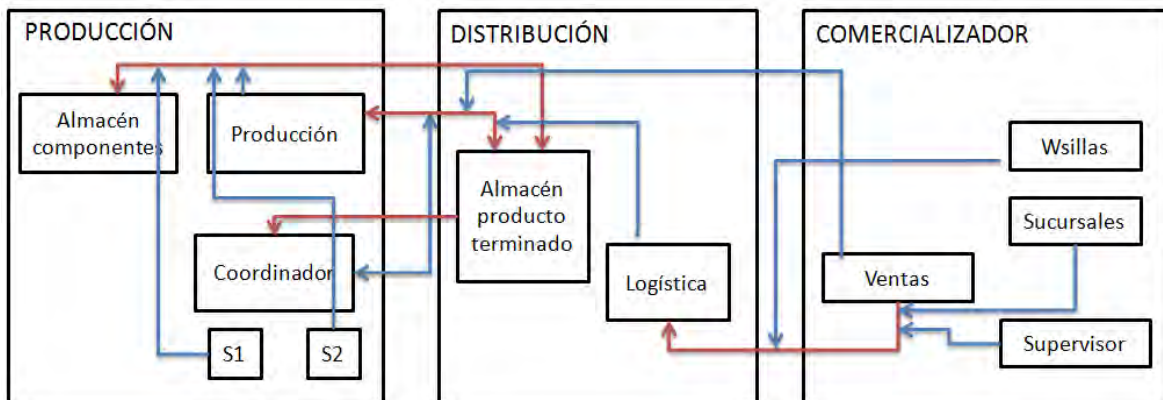 PRODUCCIÓN
Almacén
componentes
Producción
Coordinador
S1
S2
DISTRIBUCIÓN
Almacén
producto
terminado
Logística
COMERCIALIZADOR
Wsillas
Sucursales
Ventas
Supervisor